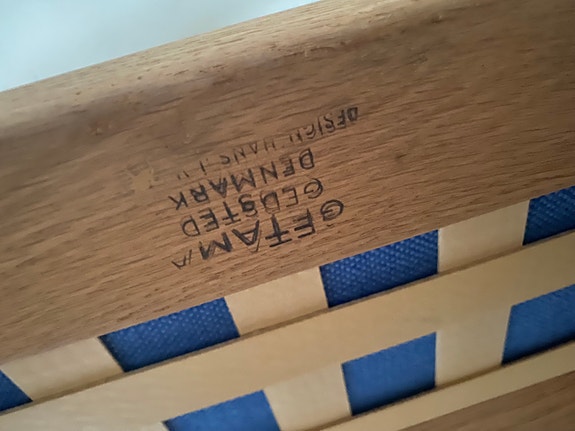 GETAMA
GEDSTED
DENMARK
DESIGN HANS J.